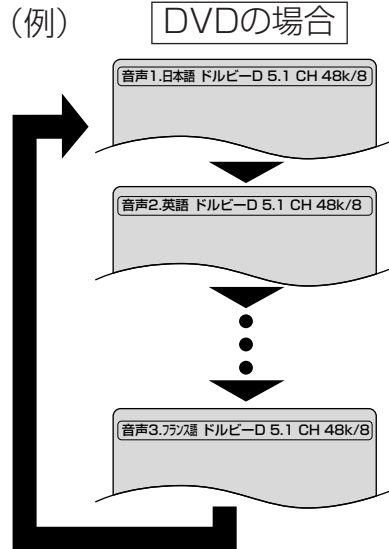 （例）
DVDの場合
音声1.日本語 ドルビーD 5.1 CH 48k/8
音声2.英語 ドルビーD 5.1 CH 48k/8
音声3.フランス語 ドルビーD 5.1 CH 48k/8